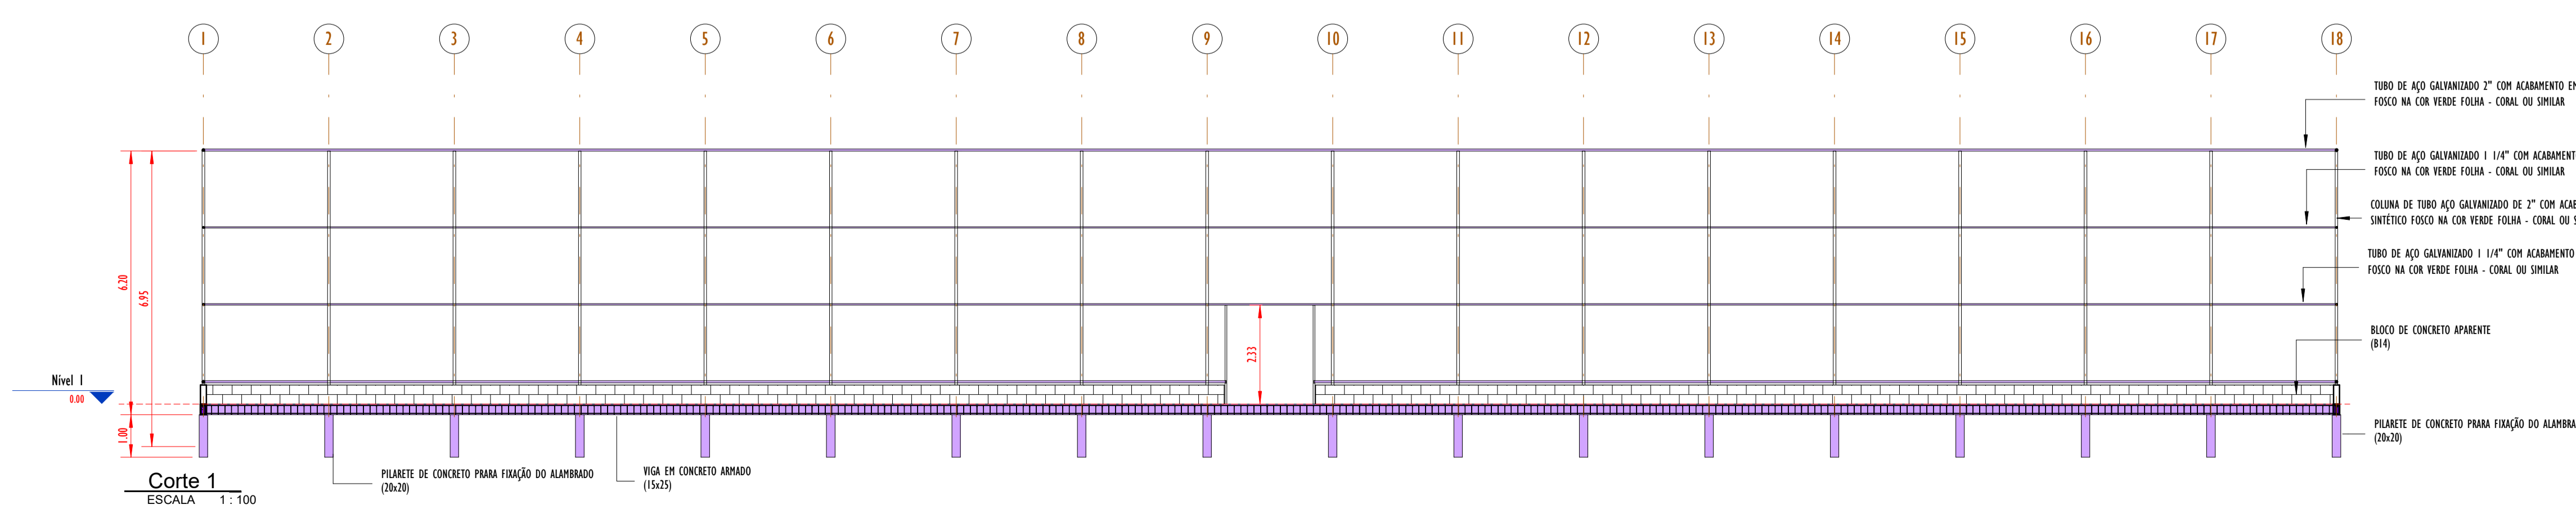 1 2 3 4 5 6 7 8 9 10 11 12 13 14 15 16 17 18
TUBO DE AÇO GALVANIZADO 2" COM ACABAMENTO EM
FOSCO NA COR VERDE FOLHA - CORAL OU SIMILAR
TUBO DE AÇO GALVANIZADO 1 1/4" COM ACABAMENT
FOSCO NA COR VERDE FOLHA - CORAL OU SIMILAR
COLUNA DE TUBO AÇO GALVANIZADO DE 2" COM
SINTÉTICO FOSCO NA COR VERDE FOLHA - CORAL OU
TUBO DE AÇO GALVANIZADO 1 1/4" COM ACABAMENTO
FOSCO NA COR VERDE FOLHA - CORAL OU SIMILAR
6.20
6.95
2.33
BLOCO DE CONCRETO APARENTE
(B14)
Nível 1
0.00
1.00
PILARETE DE CONCRETO PRARA FIXAÇÃO DO
(20x20)
Corte 1
ESCALA 1 : 100
PILARETE DE CONCRETO PRARA FIXAÇÃO DO ALAMBRADO
(20x20)
VIGA EM CONCRETO ARMADO
(15x25)